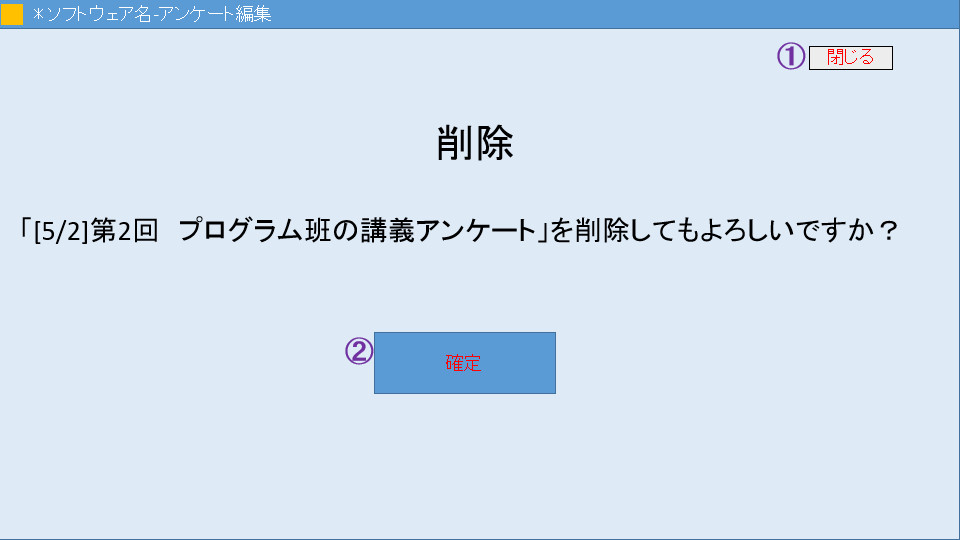 ＊ソフトウェア名-アンケート編集
① 閉じる
削除
「[5/2]第2回　プログラム班の講義アンケート」を削除してもよろしいですか？
② 確定